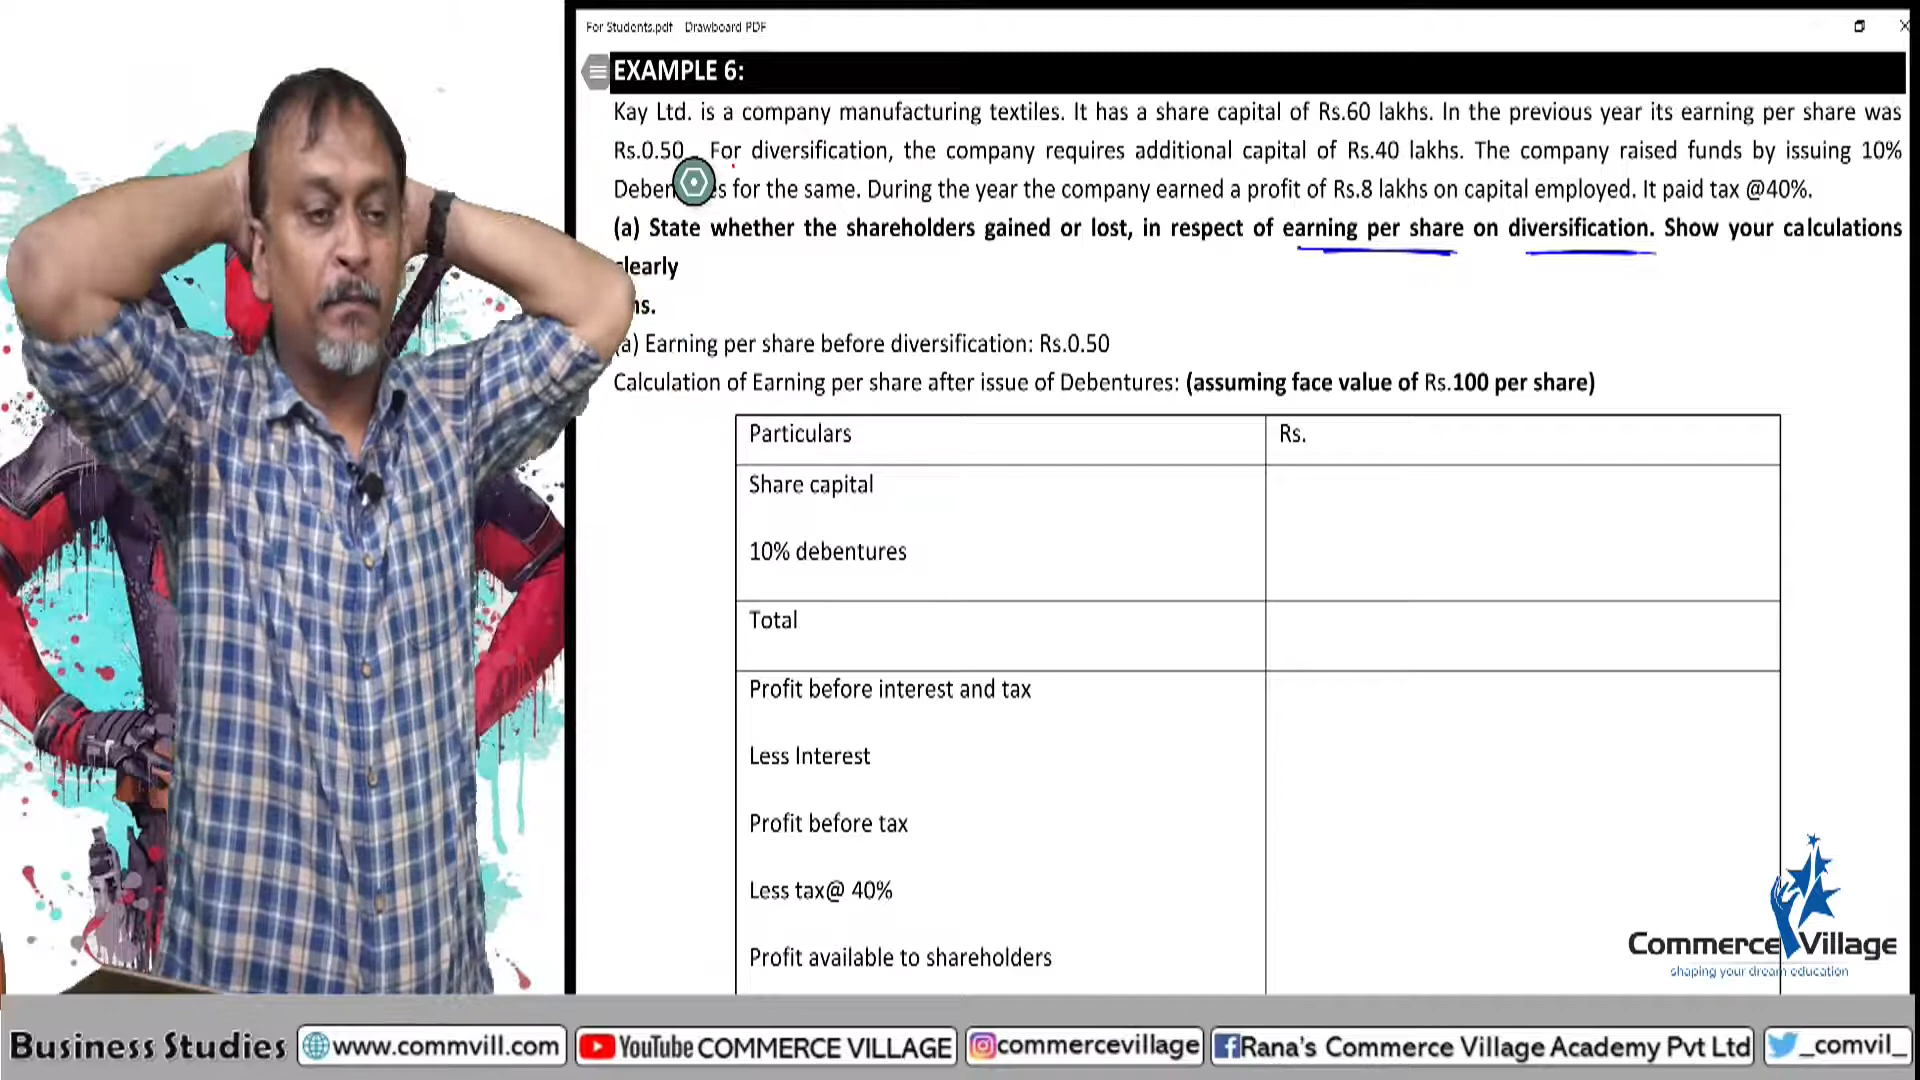 For Students.pdf Drawboard PDF
EXAMPLE 6:
Kay Ltd. is a company manufacturing textiles. It has a share capital of Rs.60 lakhs. In the previous year its earning per share was
Rs.0.50 For diversification, the company requires additional capital of Rs.40 lakhs. The company raised funds by issuing 10%
Deben es for the same. During the year the company earned a profit of Rs.8 lakhs on capital employed. It paid tax @40%.
(a) State whether the shareholders gained or lost, in respect of earning per share on diversification. Show your calculations
clearly
ns.
(a) Earning per share before diversification: Rs.0.50
Calculation of Earning per share after issue of Debentures: (assuming face value of Rs.100 per share)
Particulars Rs.
Share capital
10% debentures
Total
Profit before interest and tax
Less Interest
Profit before tax
Less tax@ 40%
Profit available to shareholders
Commerce Village
shaping your dream education
Business Studies www.commvill.com YouTube COMMERCE VILLAGE commercevillage Rana's Commerce Village Academy Pvt Ltd _comvil_